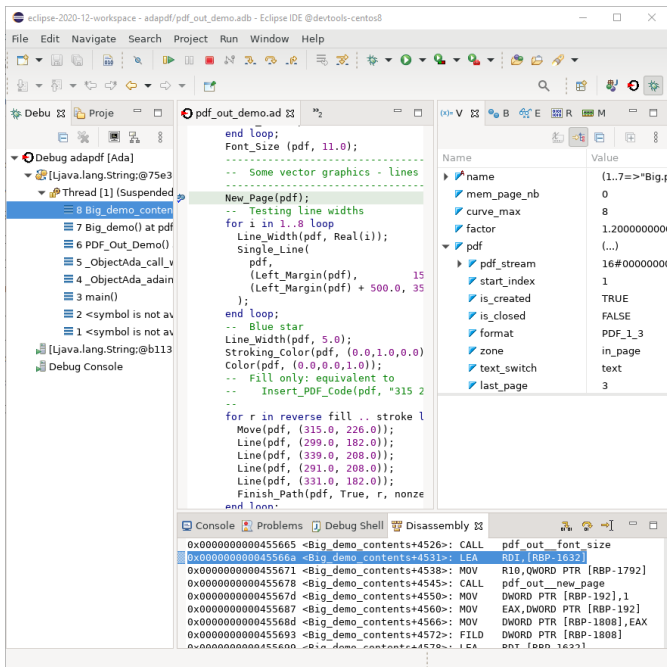 eclipse-2020-12-workspace - adapdf/pdf_out_demo.adb - Eclipse IDE @devtools-centos8
File Edit Navigate Search Project Run Window Help
Debu
Proje
Debug adapdf [Ada]
[Ljava.lang.String;@75e3
Thread [1] (Suspended
8 Big_demo_conten
7 Big_demo() at pdf
6 PDF_Out_Demo()
5 _ObjectAda_call_w
4 _ObjectAda_adain
3 main()
2 <symbol is not av
1 <symbol is not av
[Ljava.lang.String;@b113
Debug Console
pdf_out_demo.ad
"2
end loop;
Font_Size (pdf, 11.0);
---------------------------------
--  Some vector graphics - lines
---------------------------------
New_Page(pdf);
--  Testing line widths
for i in 1..8 loop
Line_Width(pdf, Real(i));
Single_Line(
pdf,
(Left_Margin(pdf),         15
(Left_Margin(pdf) + 500.0, 35
);
end loop;
--  Blue star
Line_Width(pdf, 5.0);
Stroking_Color(pdf, (0.0,1.0,0.0)
Color(pdf, (0.0,0.0,1.0));
--  Fill only: equivalent to
--    Insert_PDF_Code(pdf, "315 2
--
for r in reverse fill .. stroke l
Move(pdf, (315.0, 226.0));
Line(pdf, (299.0, 182.0));
Line(pdf, (339.0, 208.0));
Line(pdf, (291.0, 208.0));
Line(pdf, (331.0, 182.0));
Finish_Path(pdf, True, r, nonze
end loop;
(x)= V
B
E
R
M
Name Value
name (1..7=>"Big.p
mem_page_nb 0
curve_max 8
factor 1.2000000000
pdf (...)
pdf_stream 16#0000000
start_index 1
is_created TRUE
is_closed FALSE
format PDF_1_3
zone in_page
text_switch text
last_page 3
Console Problems Debug Shell Disassembly
0x0000000000455665 <Big_demo_contents+4526>: CALL pdf_out__font_size
0x000000000045566a <Big_demo_contents+4531>: LEA RDI,[RBP-1632]
0x0000000000455671 <Big_demo_contents+4538>: MOV R10,QWORD PTR [RBP-1792]
0x0000000000455678 <Big_demo_contents+4545>: CALL pdf_out__new_page
0x000000000045567d <Big_demo_contents+4550>: MOV DWORD PTR [RBP-192],1
0x0000000000455687 <Big_demo_contents+4560>: MOV EAX,DWORD PTR [RBP-192]
0x000000000045568d <Big_demo_contents+4566>: MOV DWORD PTR [RBP-1808],EAX
0x0000000000455693 <Big_demo_contents+4572>: FILD DWORD PTR [RBP-1808]
0x0000000000455699 <Big_demo_contents+4578>: LEA RDI,[RBP-1632]